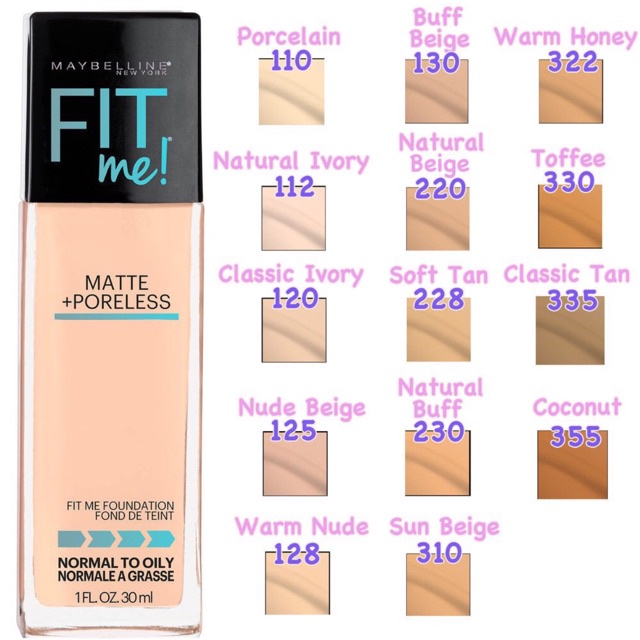 MAYBELLINE®
NEW YORK
FIT
me!®
MATTE
+PORELESS
FIT ME FOUNDATION
FOND DE TEINT
NORMAL TO OILY
NORMALE A GRASSE
1 FL. OZ. 30 ml
Porcelain
110
Natural Ivory
112
Classic Ivory
120
Nude Beige
125
Warm Nude
128
Buff
Beige
130
Natural
Beige
220
Soft Tan
228
Natural
Buff
230
Sun Beige
310
Warm Honey
322
Toffee
330
Classic Tan
335
Coconut
355